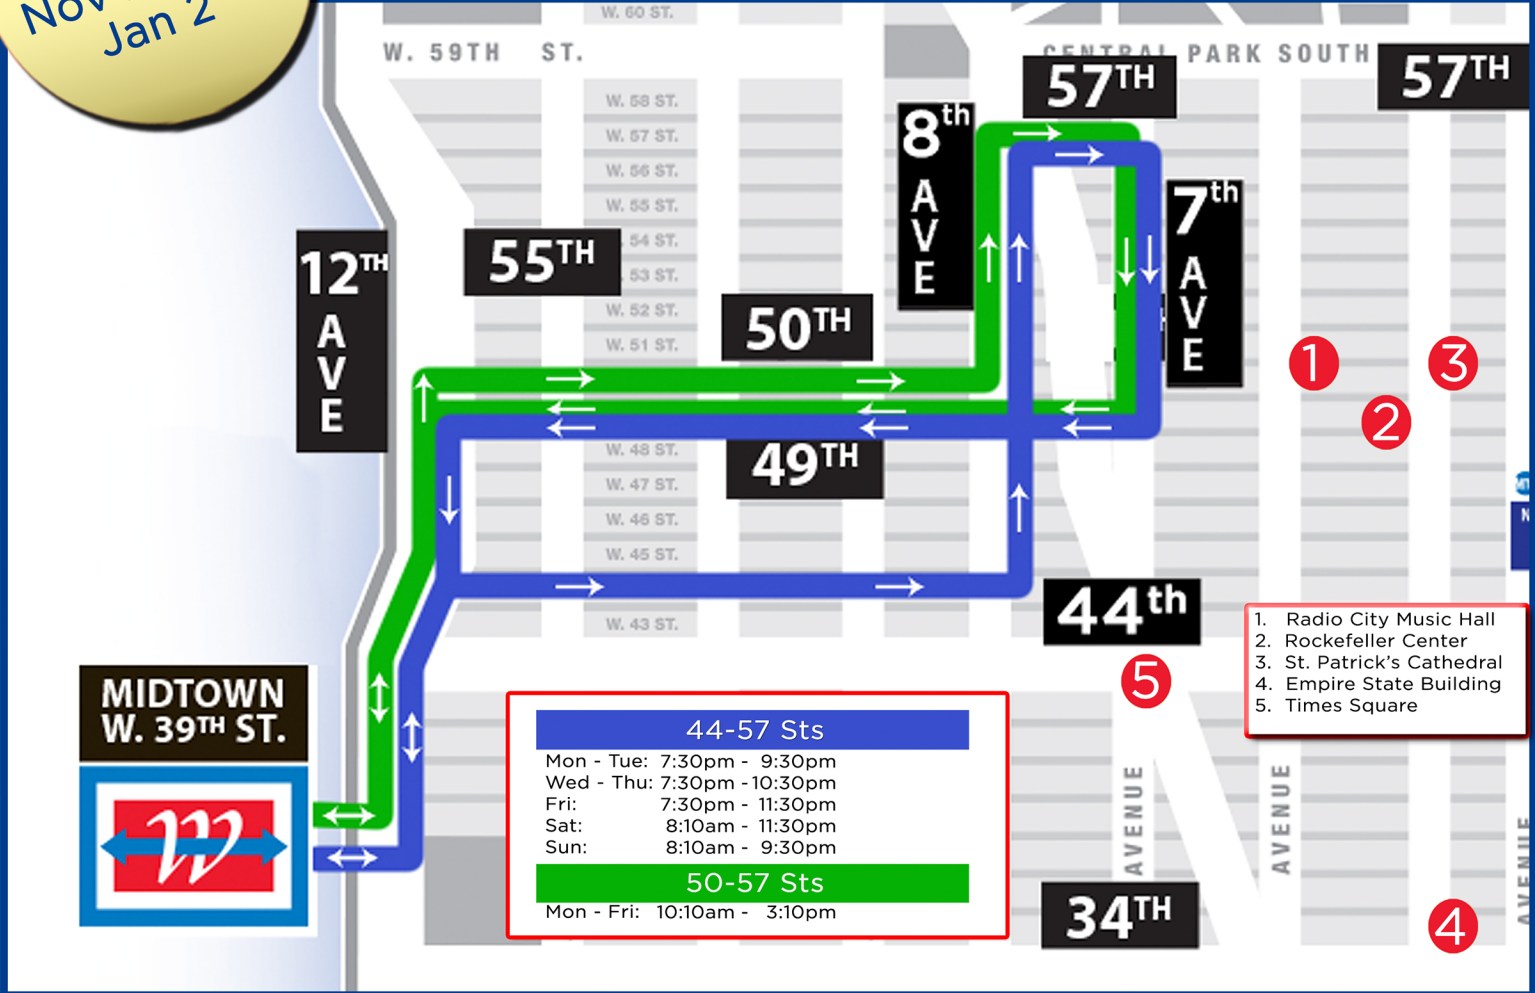 Nov
Jan 2
W. 60 ST.
W. 59TH ST.
CENTRAL PARK SOUTH
57TH
57TH
W. 58 ST.
W. 57 ST.
W. 56 ST.
W. 55 ST.
54 ST.
53 ST.
W. 52 ST.
W. 51 ST.
8th
AVE
7th
AVE
12TH
AVE
55TH
50TH
49TH
W. 48 ST.
W. 47 ST.
W. 46 ST.
W. 45 ST.
W. 43 ST.
1
3
2
44th
5
1. Radio City Music Hall
2. Rockefeller Center
3. St. Patrick's Cathedral
4. Empire State Building
5. Times Square
MIDTOWN
W. 39TH ST.
W
44-57 Sts
Mon - Tue: 7:30pm - 9:30pm
Wed - Thu: 7:30pm - 10:30pm
Fri: 7:30pm - 11:30pm
Sat: 8:10am - 11:30pm
Sun: 8:10am - 9:30pm
50-57 Sts
Mon - Fri: 10:10am - 3:10pm
AVENUE
AVENUE
AVENUE
34TH
4